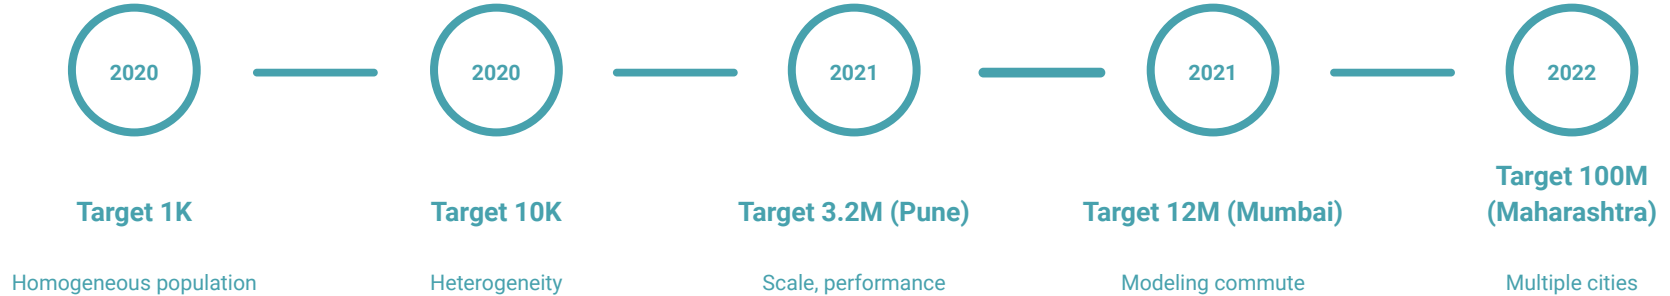 2020
2020
2021
2021
2022
Target 1K
Target 10K
Target 3.2M (Pune)
Target 12M (Mumbai)
Target 100M
(Maharashtra)
Homogeneous population
Heterogeneity
Scale, performance
Modeling commute
Multiple cities